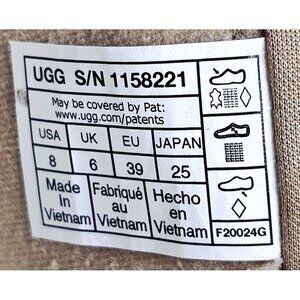 UGG S/N 1158221
May be covered by Pat:
www.ugg.com/patents
USA UK EU JAPAN
8 6 39 25
Made in Vietnam
Fabriqué au Vietnam
Hecho en Vietnam
F20024G